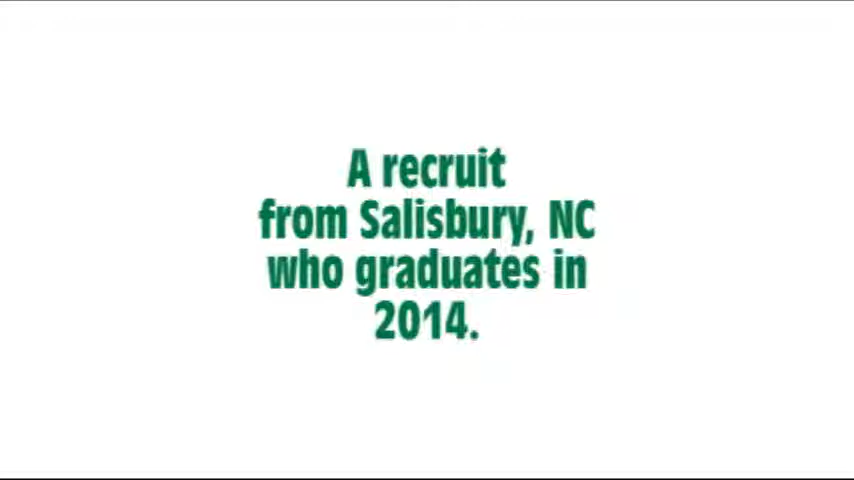 A recruit
from Salisbury, NC
who graduates in
2014.